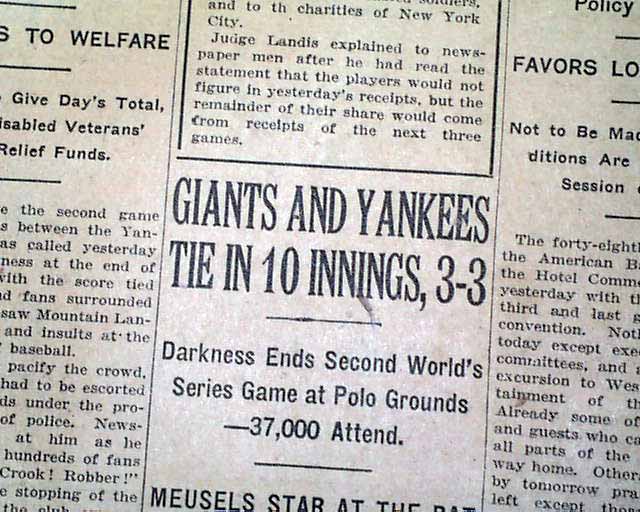 S TO WELFARE
Give Day's Total,
isabled Veterans'
Relief Funds.
e the second game
s between the Yan-
as called yesterday
ness at the end of
with the score tied
d fans surrounded
saw Mountain Lan-
and insults at the
baseball.
pacify the crowd,
had to be escorted
ds under the pro-
of police. News-
at him as he
hundreds of fans
Crook! Robber!"
e stopping of the
the club
soldiers,
and to th charities of New York
City.
Judge Landis explained to news-
paper men after he had read the
statement that the players would not
figure in yesterday's receipts, but the
remainder of their share would come
from receipts of the next three
games.
GIANTS AND YANKEES
TIE IN 10 INNINGS, 3-3
Darkness Ends Second World's
Series Game at Polo Grounds
—37,000 Attend.
MEUSELS STAR AT THE BAT
Policy
FAVORS LO
Not to Be Mad
ditions Are
Session
The forty-eighth
the American Ba
the Hotel Comm
yesterday with t
third and last
convention. Noth
today except exe
committees, and a
excursion to Wes
tainment of th
Already some of
and guests who ca
all parts of the
way home. Other
by tomorrow pra
left except thos